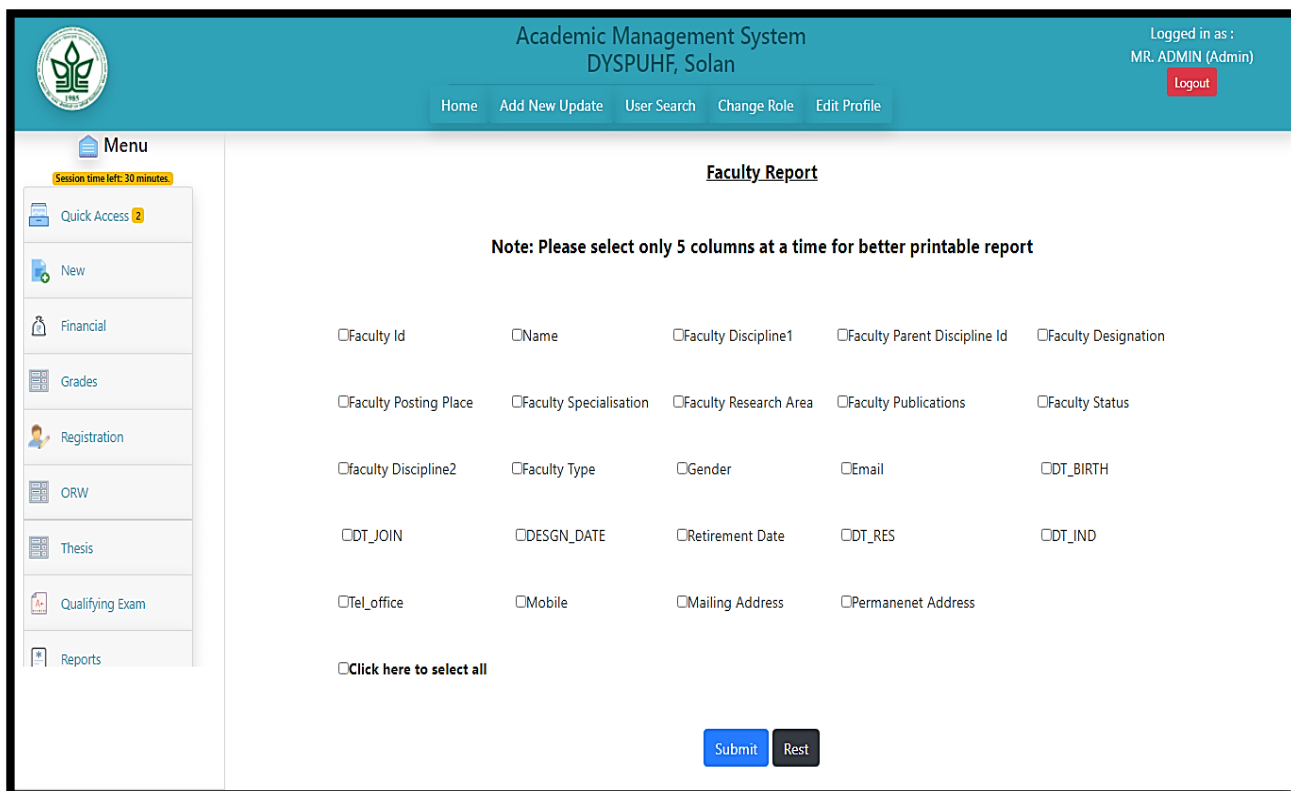 Academic Management System
DYSPUHF, Solan
Logged in as :
MR. ADMIN (Admin)
Logout
1985
Home Add New Update User Search Change Role Edit Profile
Menu
Session time left: 30 minutes.
Quick Access 2
New
Financial
Grades
Registration
ORW
Thesis
Qualifying Exam
Reports
Faculty Report
Note: Please select only 5 columns at a time for better printable report
Faculty Id Name Faculty Discipline1 Faculty Parent Discipline Id Faculty Designation
Faculty Posting Place Faculty Specialisation Faculty Research Area Faculty Publications Faculty Status
faculty Discipline2 Faculty Type Gender Email DT_BIRTH
DT_JOIN DESGN_DATE Retirement Date DT_RES DT_IND
Tel_office Mobile Mailing Address Permanenet Address
Click here to select all
Submit Rest